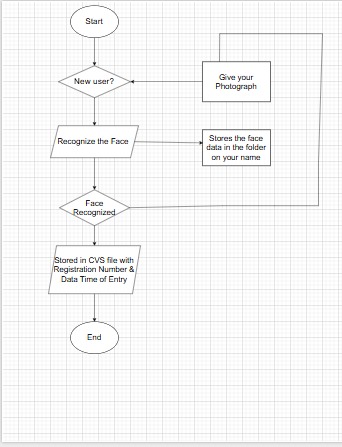 Start
New user?
Give your
Photograph
Recognize the Face
Stores the face
data in the folder
on your name
Face
Recognized
Stored in CVS file with
Registration Number &
Data Time of Entry
End